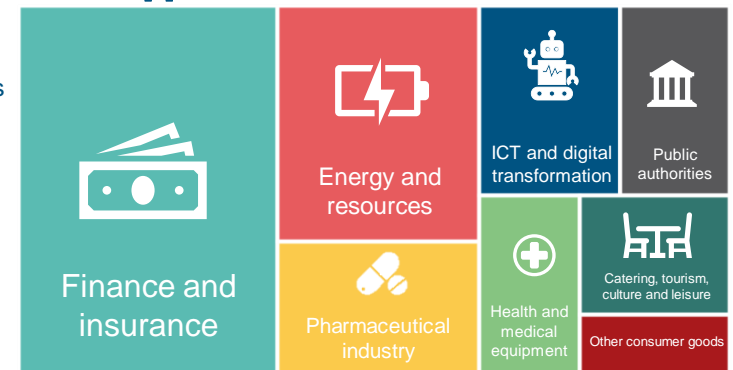 s
Finance and
insurance
Energy and
resources
Pharmaceutical
industry
ICT and digital
transformation
Public
authorities
Health and
medical
equipment
Catering, tourism,
culture and leisure
Other consumer goods